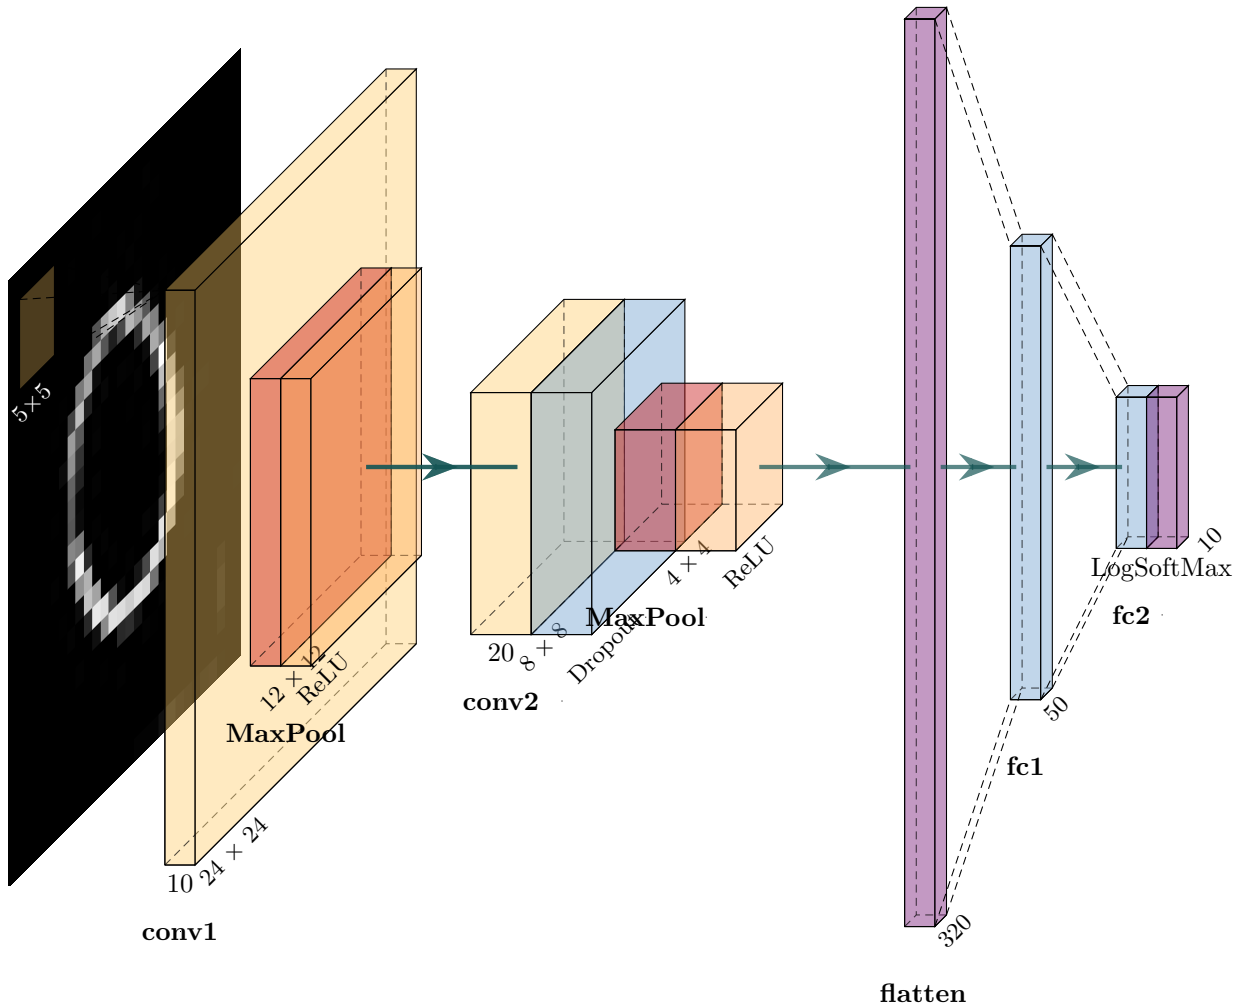 5×5
10
24 × 24
conv1
12 × 12
ReLU
MaxPool
20
8 × 8
Dropout
conv2
4 × 4
ReLU
MaxPool
320
flatten
50
fc1
10
LogSoftMax
fc2